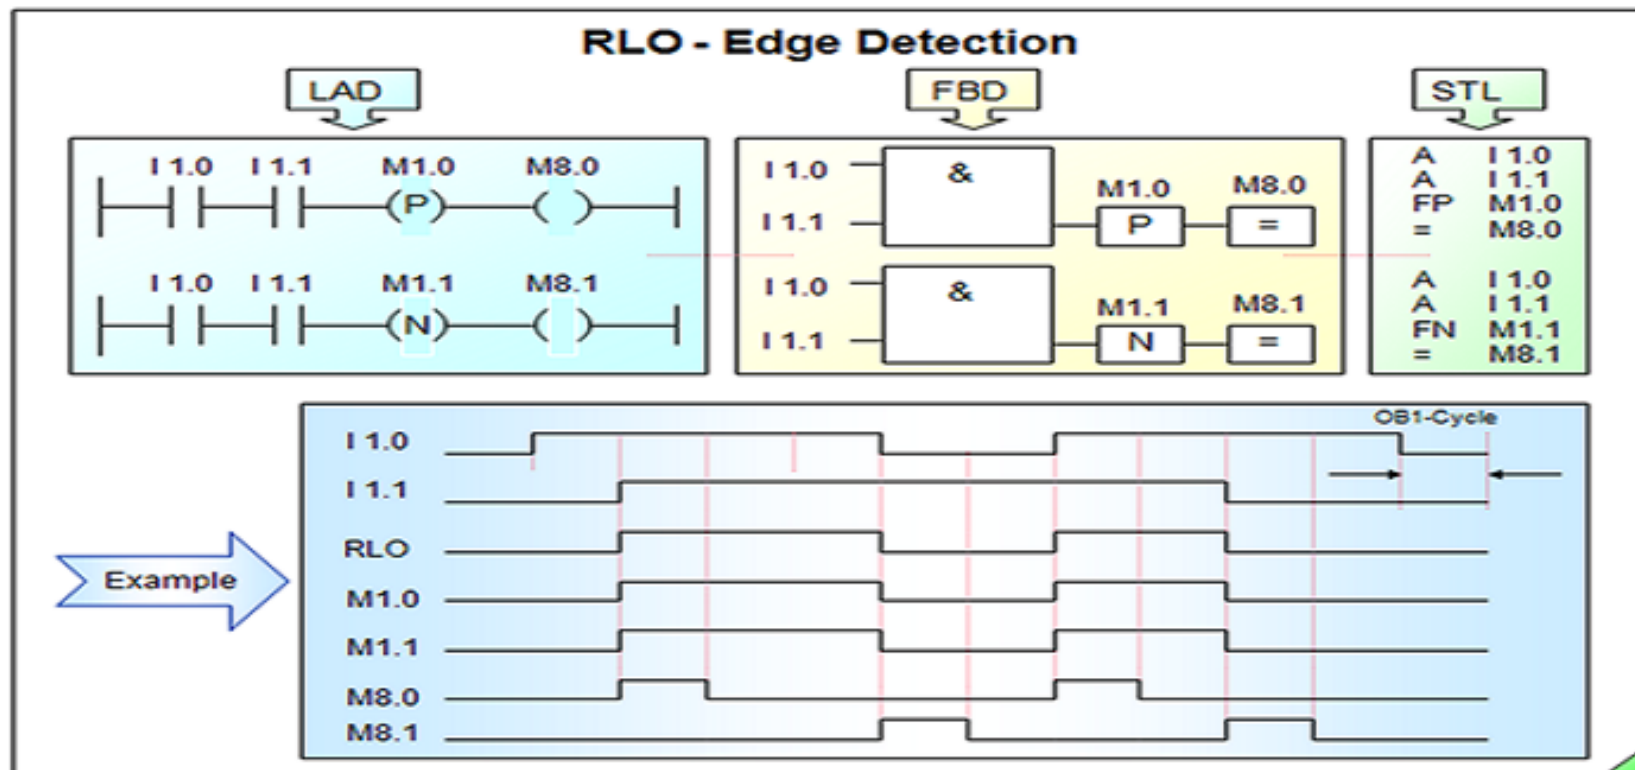 RLO - Edge Detection
LAD
FBD
STL
I 1.0 I 1.1 M1.0 M8.0
(P) ( )
I 1.0 I 1.1 M1.1 M8.1
(N) ( )
I 1.0
&
M1.0 M8.0
I 1.1
P =
I 1.0
&
M1.1 M8.1
I 1.1
N =
A I 1.0
A I 1.1
FP M1.0
= M8.0
A I 1.0
A I 1.1
FN M1.1
= M8.1
OB1-Cycle
I 1.0
I 1.1
RLO
Example
M1.0
M1.1
M8.0
M8.1